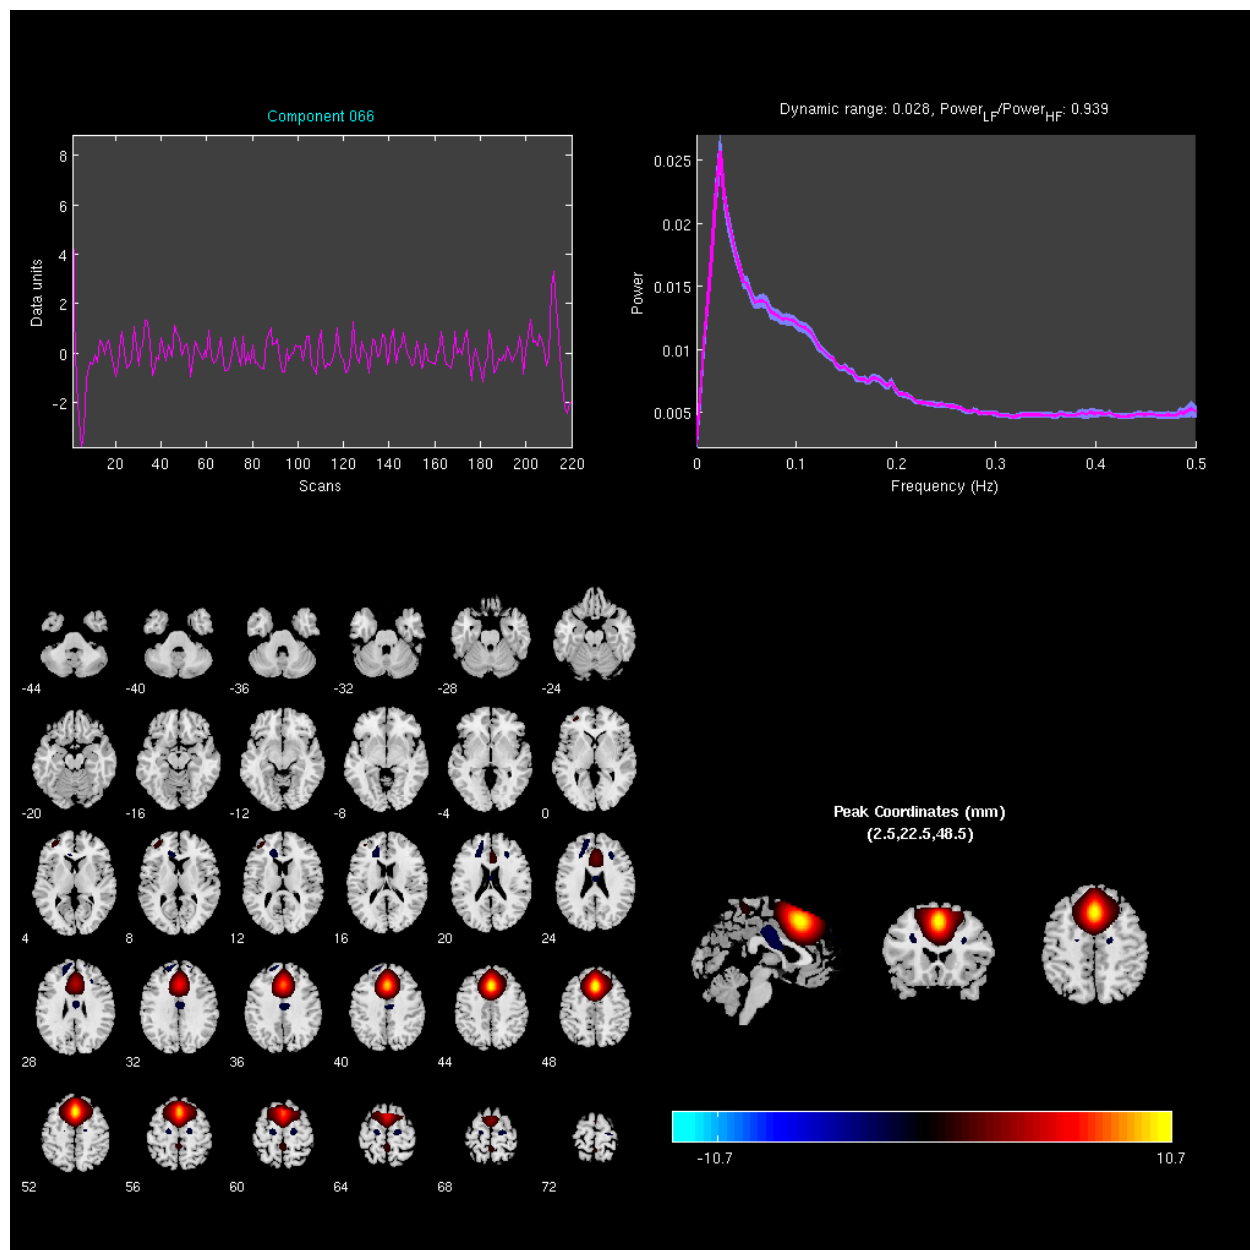 Component 066
8
6
4
2
0
-2
Data units
20 40 60 80 100 120 140 160 180 200 220
Scans
Dynamic range: 0.028, PowerLF/PowerHF: 0.939
0.025
0.02
0.015
0.01
0.005
Power
0 0.1 0.2 0.3 0.4 0.5
Frequency (Hz)
-44 -40 -36 -32 -28 -24
-20 -16 -12 -8 -4 0
4 8 12 16 20 24
28 32 36 40 44 48
52 56 60 64 68 72
Peak Coordinates (mm)
(2.5,22.5,48.5)
-10.7 10.7